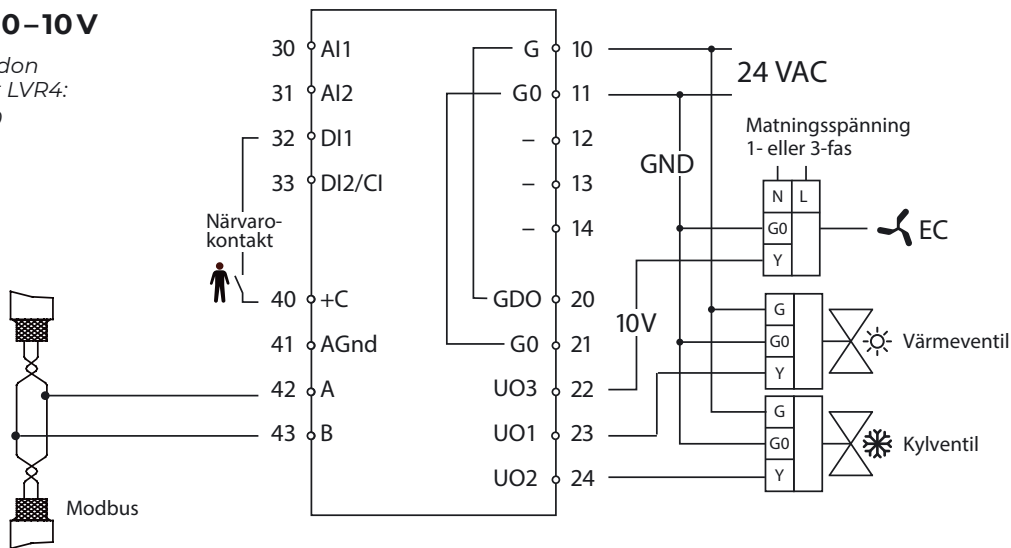 0–10 V
don
LVR4:
30 AI1
31 AI2
32 DI1
33 DI2/CI
Närvaro-
kontakt
40 +C
41 AGnd
42 A
43 B
Modbus
G 10
G0 11
– 12
– 13
– 14
GDO 20
G0 21
UO3 22
UO1 23
UO2 24
24 VAC
GND
10V
Matningsspänning
1- eller 3-fas
N L
G0
Y
EC
G
G0
Y
Värmeventil
G
G0
Y
Kylventil